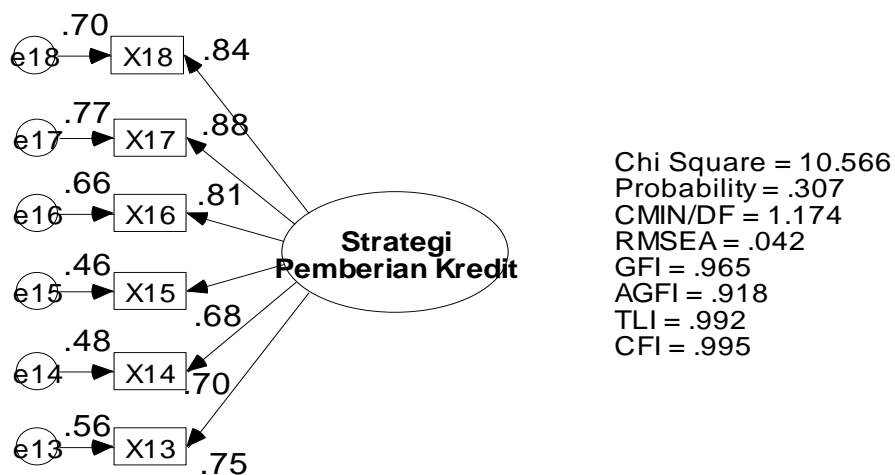 .70
e18
X18
.84
.77
e17
X17
.88
.66
e16
X16
.81
.46
e15
X15
.68
.48
e14
X14
.70
.56
e13
X13
.75
Strategi
Pemberian Kredit
Chi Square = 10.566
Probability = .307
CMIN/DF = 1.174
RMSEA = .042
GFI = .965
AGFI = .918
TLI = .992
CFI = .995